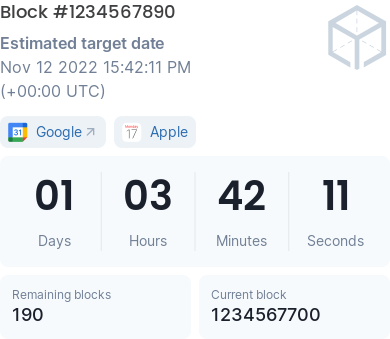 Block #1234567890
Estimated target date
Nov 12 2022 15:42:11 PM
(+00:00 UTC)
31 Google 17 Apple
01 03 42 11
Days Hours Minutes Seconds
Remaining blocks Current block
190 1234567700